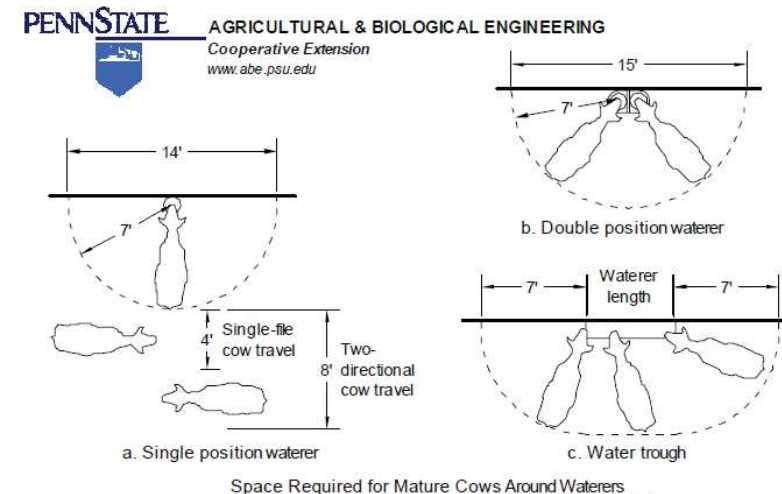 PENNSTATE
AGRICULTURAL & BIOLOGICAL ENGINEERING
Cooperative Extension
www.abe.psu.edu
15'
7'
b. Double position waterer
14'
7'
4'
Single-file
cow travel
8'
Two-
directional
cow travel
a. Single position waterer
7'
Waterer
length
7'
c. Water trough
Space Required for Mature Cows Around Waterers